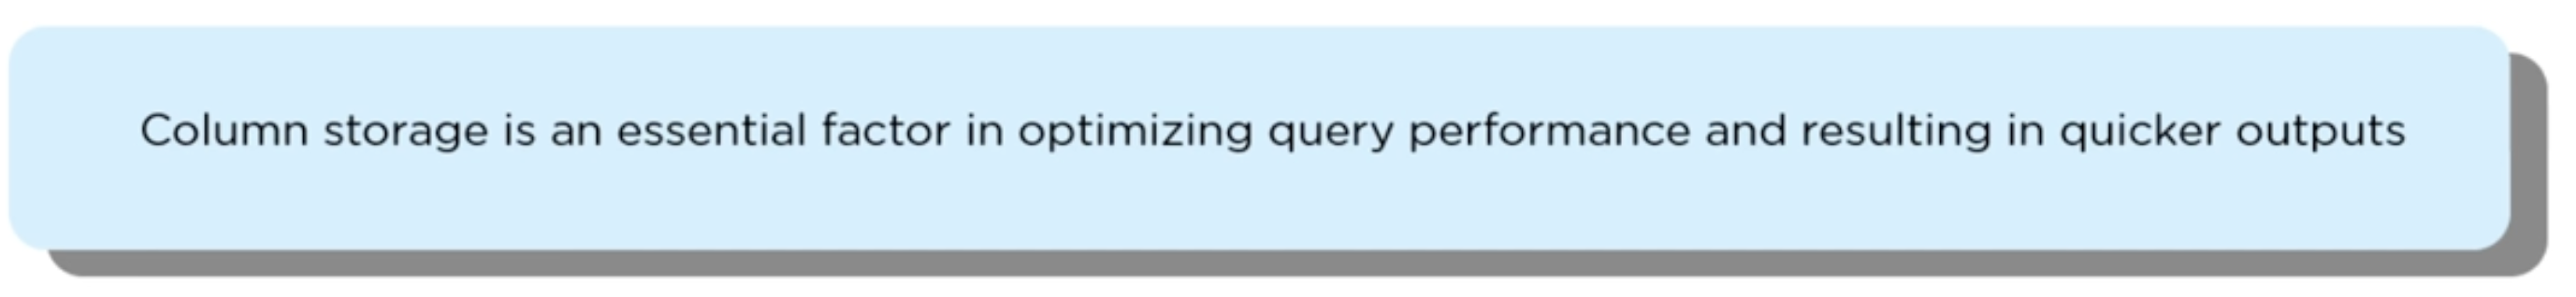 Column storage is an essential factor in optimizing query performance and resulting in quicker outputs